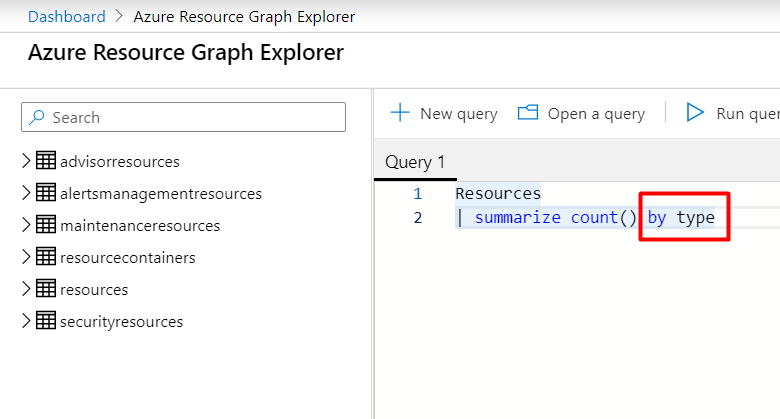 Dashboard > Azure Resource Graph Explorer
Azure Resource Graph Explorer
Search
advisorresources
alertsmanagementresources
maintenanceresources
resourcecontainers
resources
securityresources
New query Open a query Run quer
Query 1
1 Resources
2 | summarize count() by type